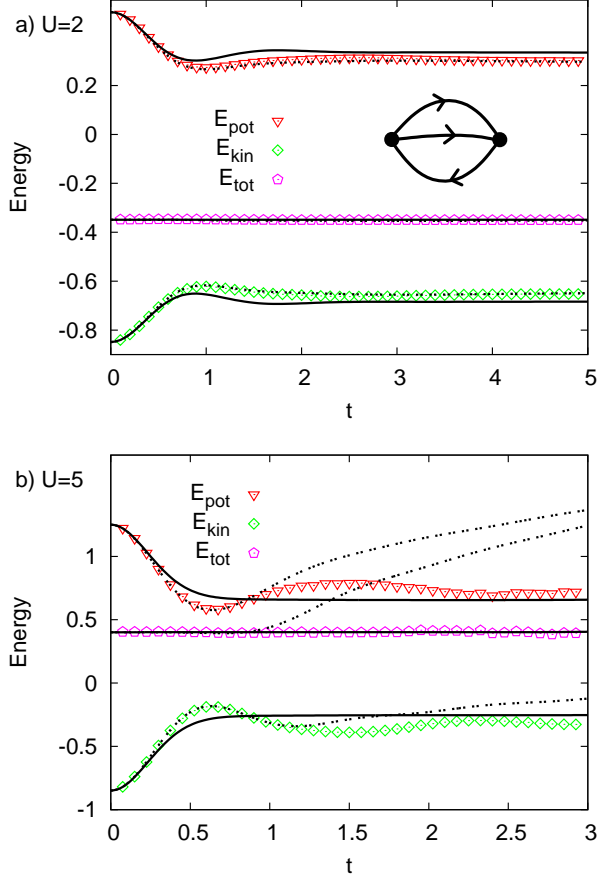 a) U=2
E_pot
E_kin
E_tot
Energy
0.2
0
-0.2
-0.4
-0.6
-0.8
0 1 2 3 4 5
t
b) U=5
E_pot
E_kin
E_tot
Energy
1
0.5
0
-0.5
-1
0 0.5 1 1.5 2 2.5 3
t